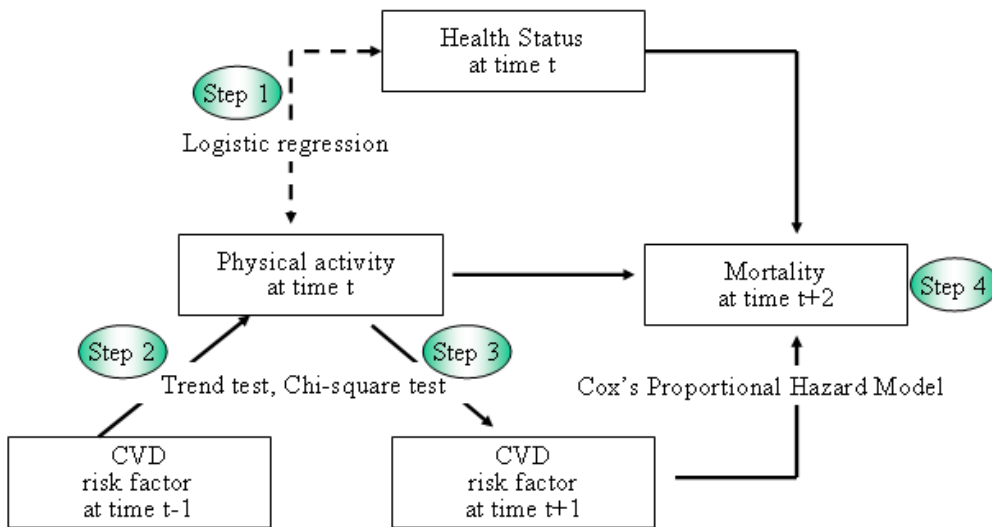 Health Status
at time t
Step 1
Logistic regression
Physical activity
at time t
Mortality
at time t+2
Step 4
Step 2
Step 3
Trend test, Chi-square test
Cox's Proportional Hazard Model
CVD
risk factor
at time t-1
CVD
risk factor
at time t+1